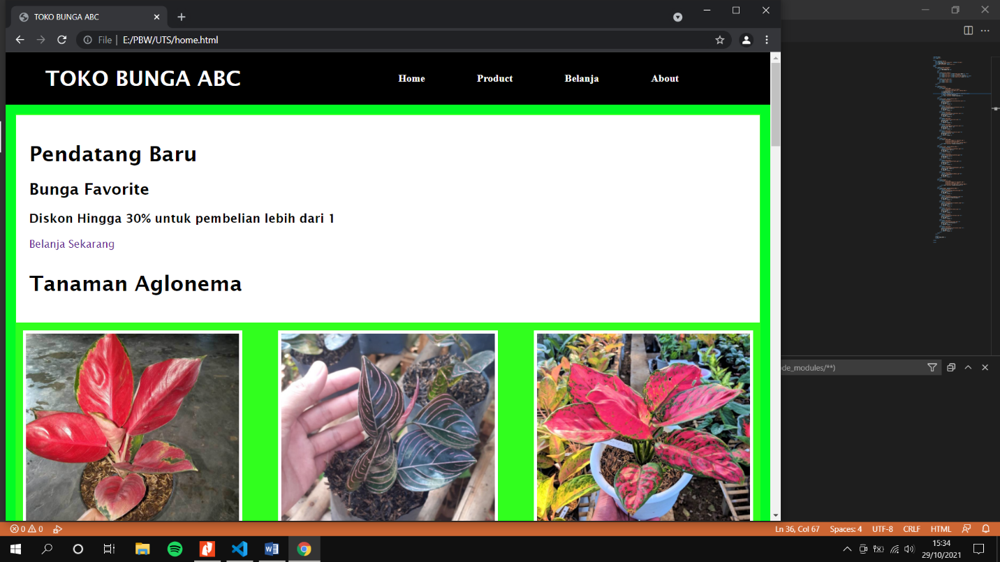 TOKO BUNGA ABC
File | E:/PBW/UTS/home.html
TOKO BUNGA ABC
Home Product Belanja About
Pendatang Baru
Bunga Favorite
Diskon Hingga 30% untuk pembelian lebih dari 1
Belanja Sekarang
Tanaman Aglonema
ode_modules/**)
0 0
Ln 36, Col 67 Spaces: 4 UTF-8 CRLF HTML
15:34
29/10/2021